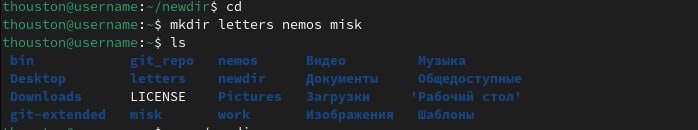 thouston@username:~/newdir$ cd
thouston@username:~$ mkdir letters nemos misk
thouston@username:~$ ls
bin git_repo nemos Видео Музыка
Desktop letters newdir Документы Общедоступные
Downloads LICENSE Pictures Загрузки 'Рабочий стол'
git-extended misk work Изображения Шаблоны